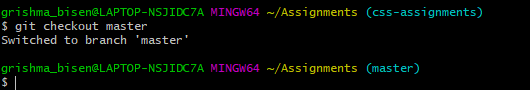 grishma_bisen@LAPTOP-NSJIDC7A MINGW64 ~/Assignments (css-assignments)
$ git checkout master
Switched to branch 'master'
grishma_bisen@LAPTOP-NSJIDC7A MINGW64 ~/Assignments (master)
$